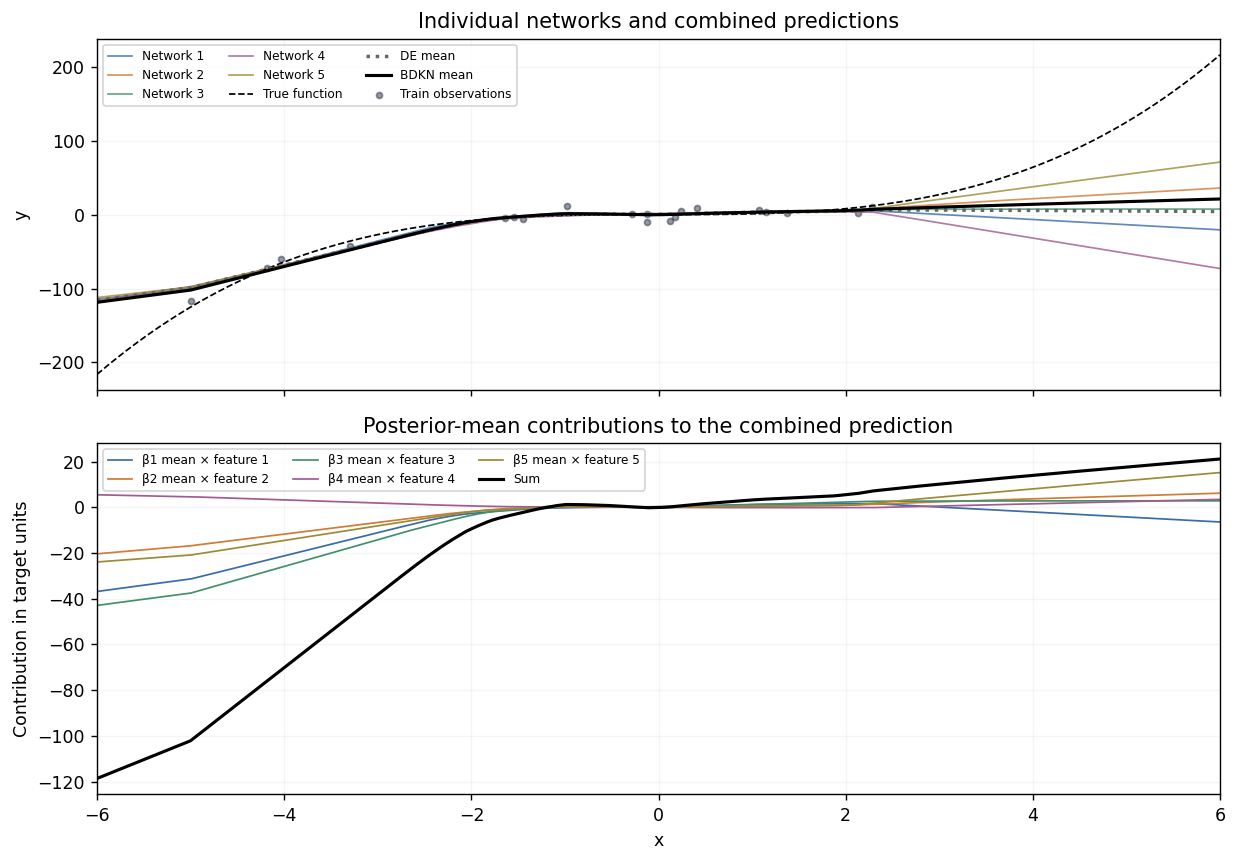 Individual networks and combined predictions
Network 1
Network 2
Network 3
Network 4
Network 5
True function
DE mean
BDKN mean
Train observations
200
100
0
−100
−200
y
Posterior-mean contributions to the combined prediction
β1 mean × feature 1
β2 mean × feature 2
β3 mean × feature 3
β4 mean × feature 4
β5 mean × feature 5
Sum
20
0
−20
−40
−60
−80
−100
−120
Contribution in target units
−6
−4
−2
0
2
4
6
x